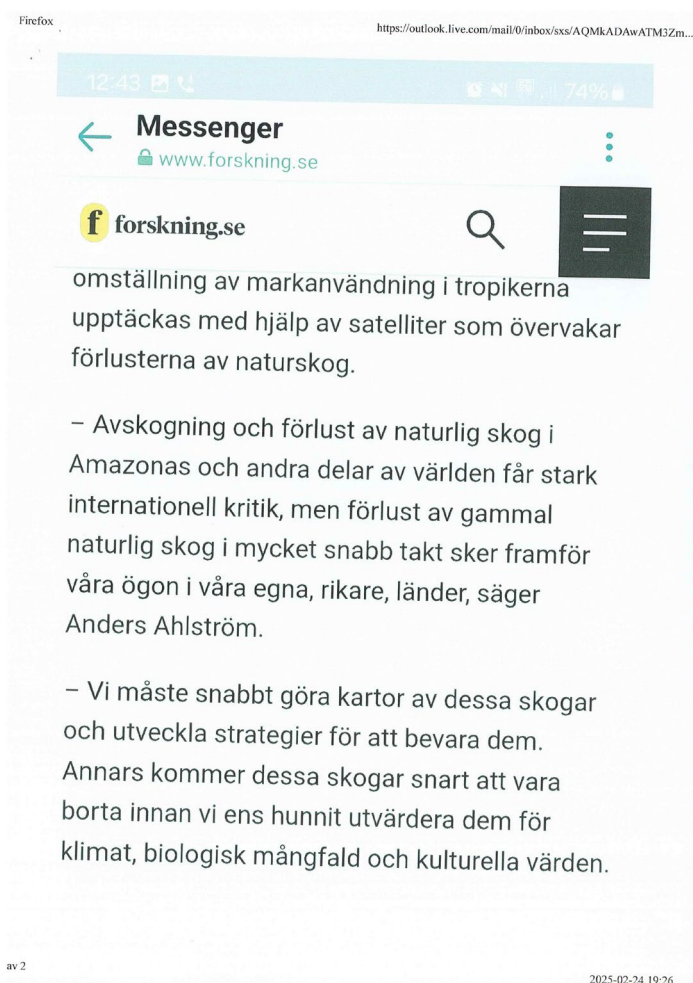 Firefox
https://outlook.live.com/mail/0/inbox/sxs/AQMkADAwATM3Zm...
12:43 74%
Messenger
www.forskning.se
f forskning.se
omställning av markanvändning i tropikerna
upptäckas med hjälp av satelliter som övervakar
förlusterna av naturskog.
– Avskogning och förlust av naturlig skog i
Amazonas och andra delar av världen får stark
internationell kritik, men förlust av gammal
naturlig skog i mycket snabb takt sker framför
våra ögon i våra egna, rikare, länder, säger
Anders Ahlström.
– Vi måste snabbt göra kartor av dessa skogar
och utveckla strategier för att bevara dem.
Annars kommer dessa skogar snart att vara
borta innan vi ens hunnit utvärdera dem för
klimat, biologisk mångfald och kulturella värden.
av 2
2025-02-24 19:26